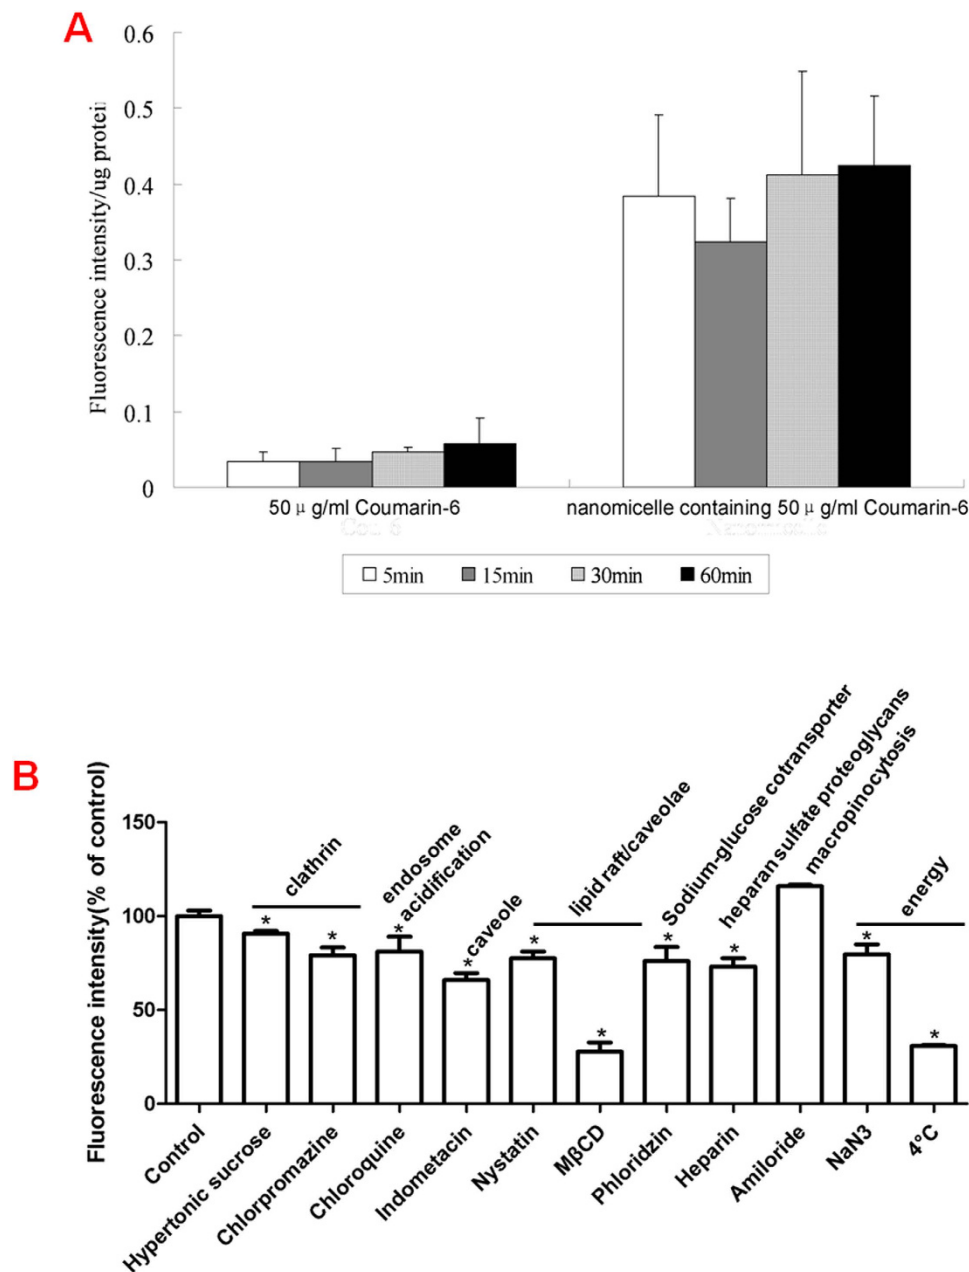 A
0.6
0.5
0.4
0.3
0.2
0.1
0
Fluorescence intensity/ug protei
50 μ g/ml Coumarin-6
nanomicelle containing 50 μ g/ml Coumarin-6
Cou 6
Nanomicelle
5min 15min 30min 60min
B
Fluorescence intensity(% of control)
150
100
50
0
clathrin
endosome
acidification
caveole
lipid raft/caveolae
Sodium-glucose cotransporter
heparan sulfate proteoglycans
macropinocytosis
energy
* * * * * * * * * *
Control
Hypertonic sucrose
Chlorpromazine
Chloroquine
Indometacin
Nystatin
MβCD
Phloridzin
Heparin
Amiloride
NaN3
4°C